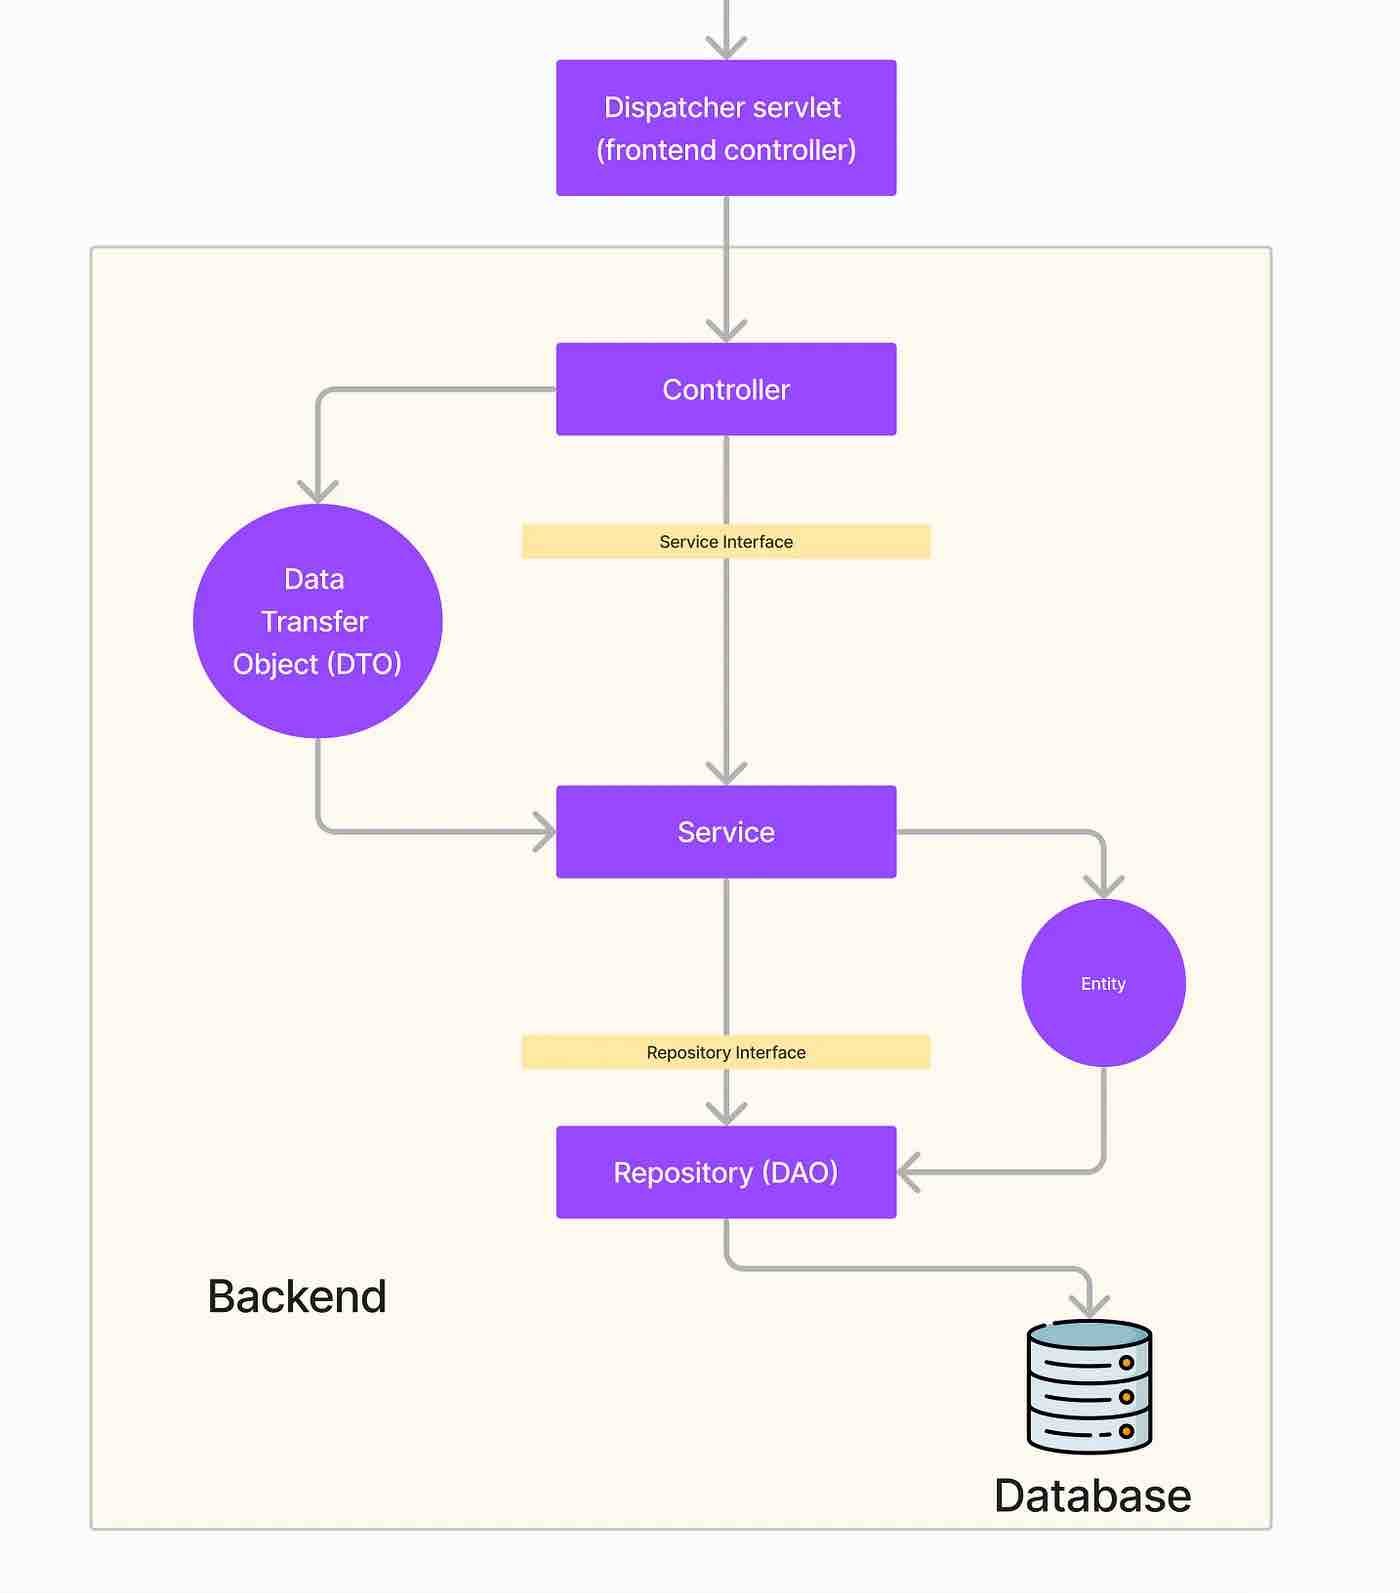 Dispatcher servlet
(frontend controller)
Controller
Service Interface
Data
Transfer
Object (DTO)
Service
Entity
Repository Interface
Repository (DAO)
Backend
Database